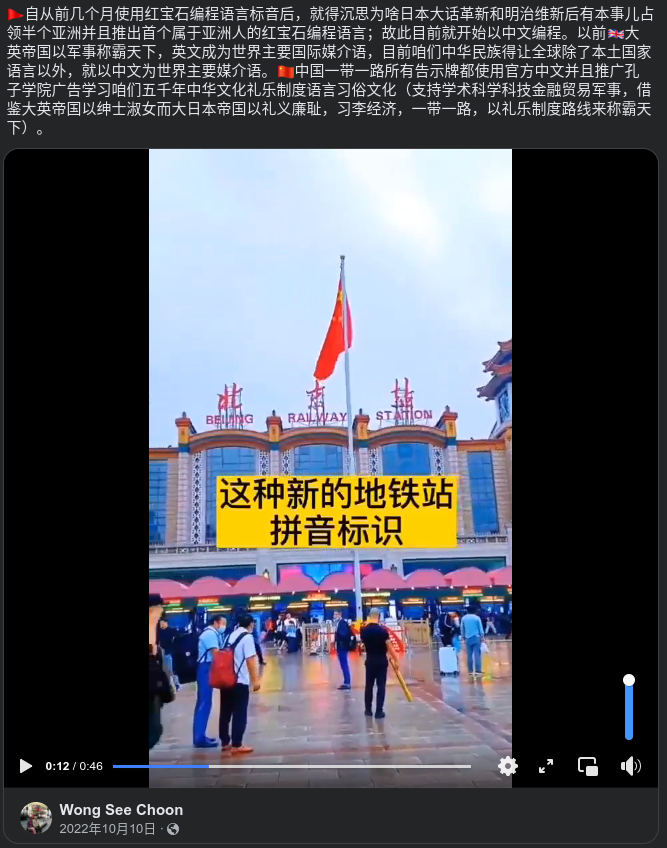 🚩自从前几个月使用红宝石编程语言标音后，就得沉思为啥日本大话革新和明治维新后有本事儿占
领半个亚洲并且推出首个属于亚洲人的红宝石编程语言；故此目前就开始以中文编程。以前🇬🇧大
英帝国以军事称霸天下，英文成为世界主要国际媒介语，目前咱们中华民族得让全球除了本土国家
语言以外，就以中文为世界主要媒介语。🇨🇳中国一带一路所有告示牌都使用官方中文并且推广孔
子学院广告学习咱们五千年中华文化礼乐制度语言习俗文化（支持学术科学科技金融贸易军事，借
鉴大英帝国以绅士淑女而大日本帝国以礼义廉耻，习李经济，一带一路，以礼乐制度路线来称霸天
下）。
北京站
BEIJING RAILWAY STATION
这种新的地铁站
拼音标识
0:12 / 0:46
Wong See Choon
2022年10月10日 ·